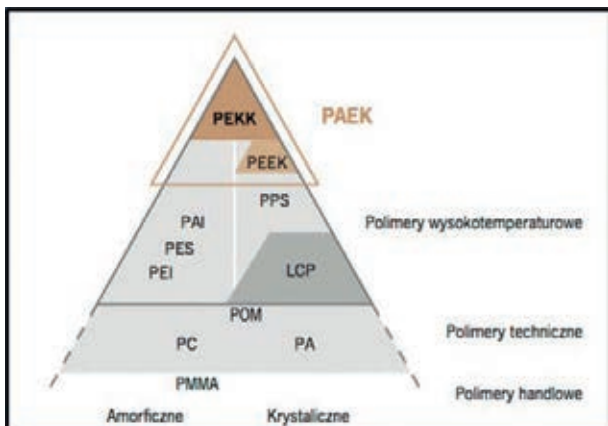 PEKK
PAEK
PEEK
PPS
PAI
Polimery wysokotemperaturowe
PES
PEI
LCP
POM
Polimery techniczne
PC
PA
PMMA
Polimery handlowe
Amorficzne
Krystaliczne